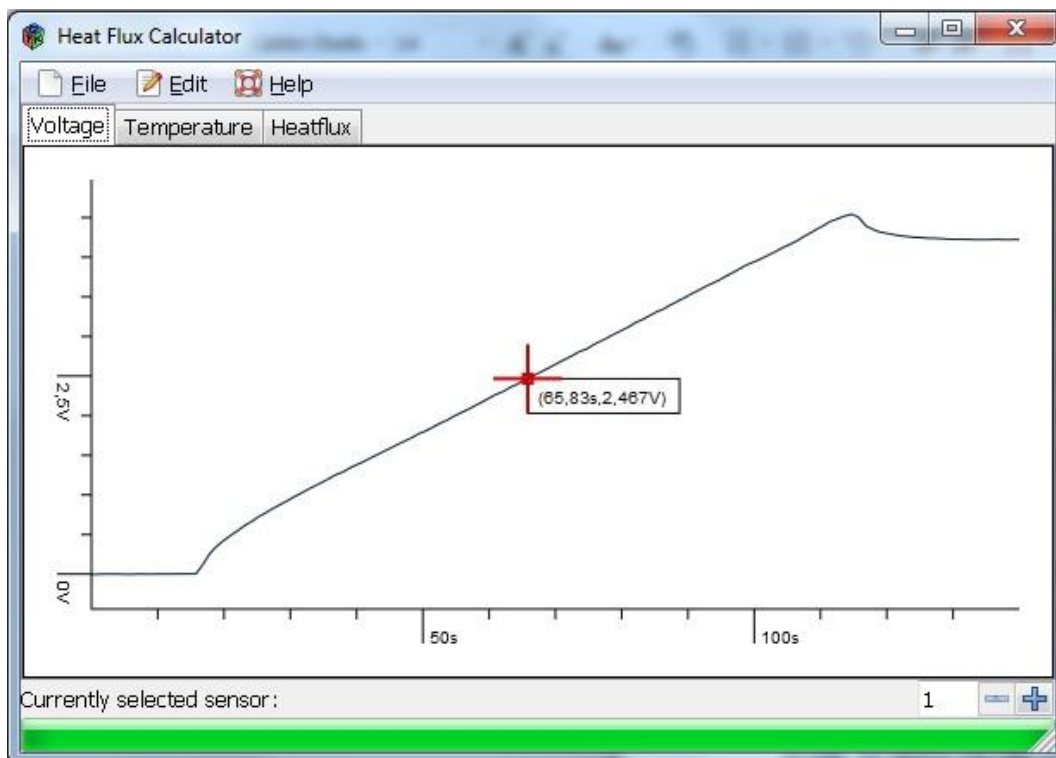 Heat Flux Calculator
File Edit Help
Voltage Temperature Heatflux
2,5V
(65,83s,2,467V)
0V
50s 100s
Currently selected sensor: 1